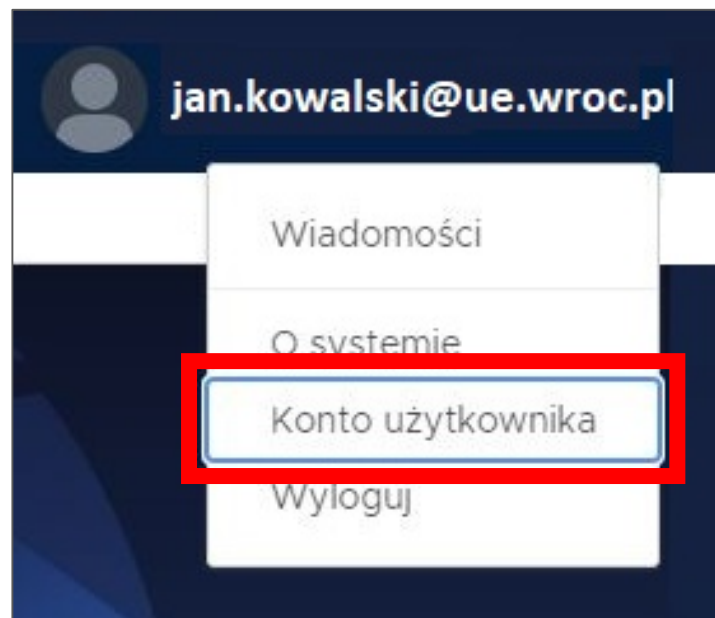 jan.kowalski@ue.wroc.pl
Wiadomości
O systemie
Konto użytkownika
Wyloguj